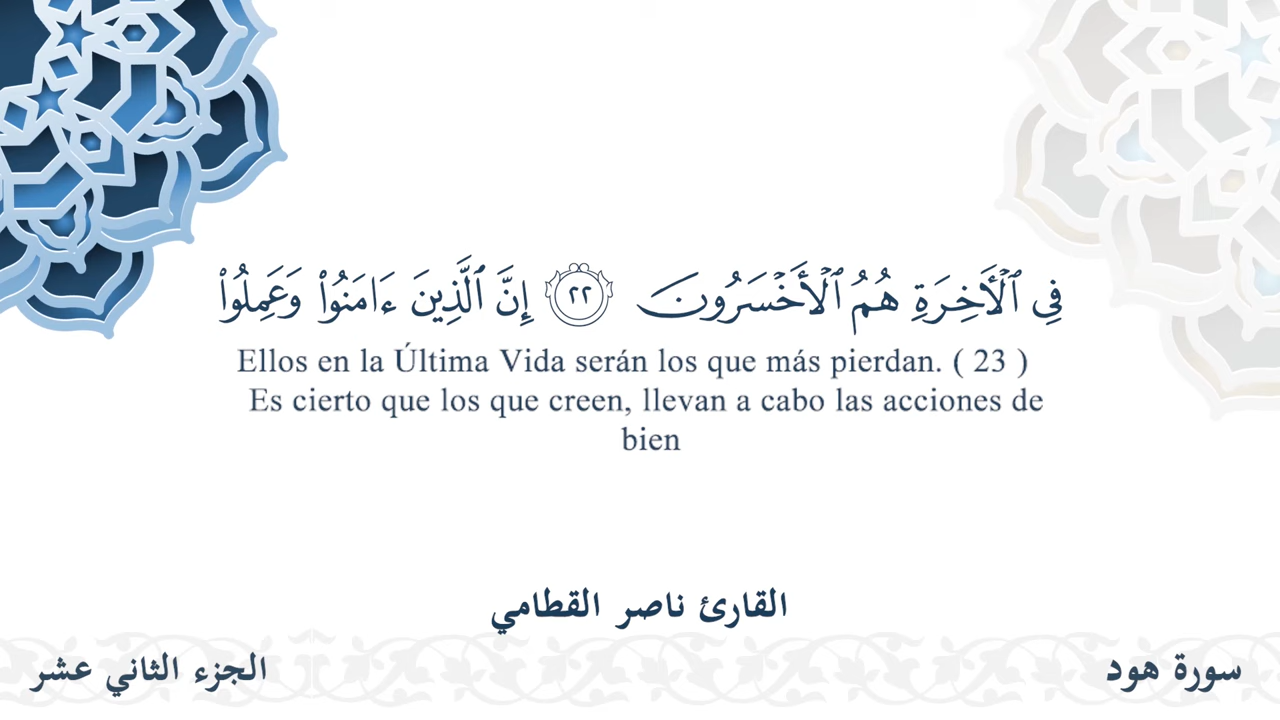 فِى ٱلْأَخِرَةِ هُمُ ٱلْأَخْسَرُونَ ٢٢ إِنَّ ٱلَّذِينَ ءَامَنُوا۟ وَعَمِلُوا۟
Ellos en la Última Vida serán los que más pierdan. ( 23 )
Es cierto que los que creen, llevan a cabo las acciones de
bien
القارئ ناصر القطامي
سورة هود
الجزء الثاني عشر